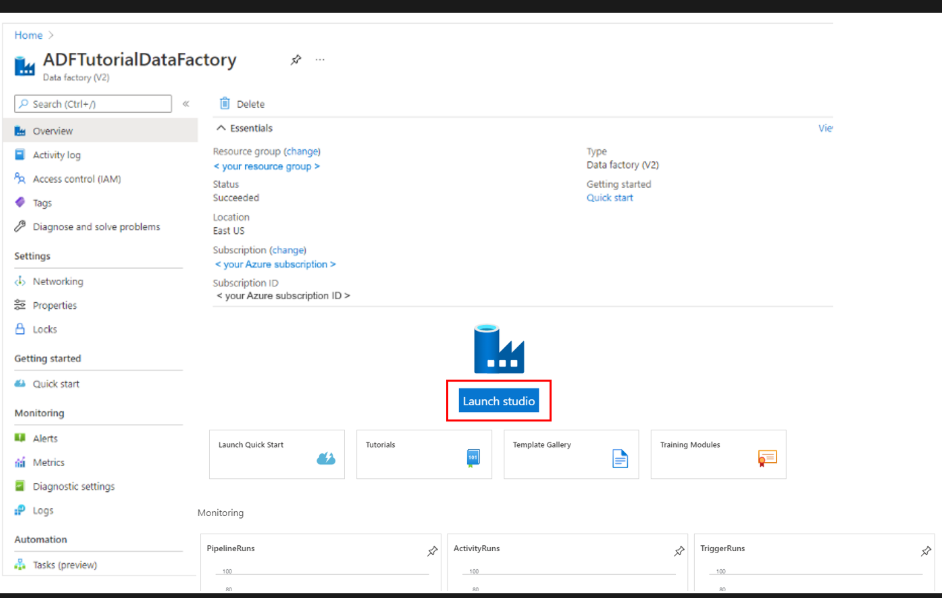 Home >
ADFTutorialDataFactory
Data factory (V2)
Search (Ctrl+/)
Overview
Activity log
Access control (IAM)
Tags
Diagnose and solve problems
Settings
Networking
Properties
Locks
Getting started
Quick start
Monitoring
Alerts
Metrics
Diagnostic settings
Logs
Automation
Tasks (preview)
Delete
Essentials
Resource group (change)
< your resource group >
Status
Succeeded
Location
East US
Subscription (change)
< your Azure subscription >
Subscription ID
< your Azure subscription ID >
Type
Data factory (V2)
Getting started
Quick start
Launch studio
Launch Quick Start
Tutorials
101
Template Gallery
Training Modules
Monitoring
PipelineRuns
100
80
ActivityRuns
100
80
TriggerRuns
100
80